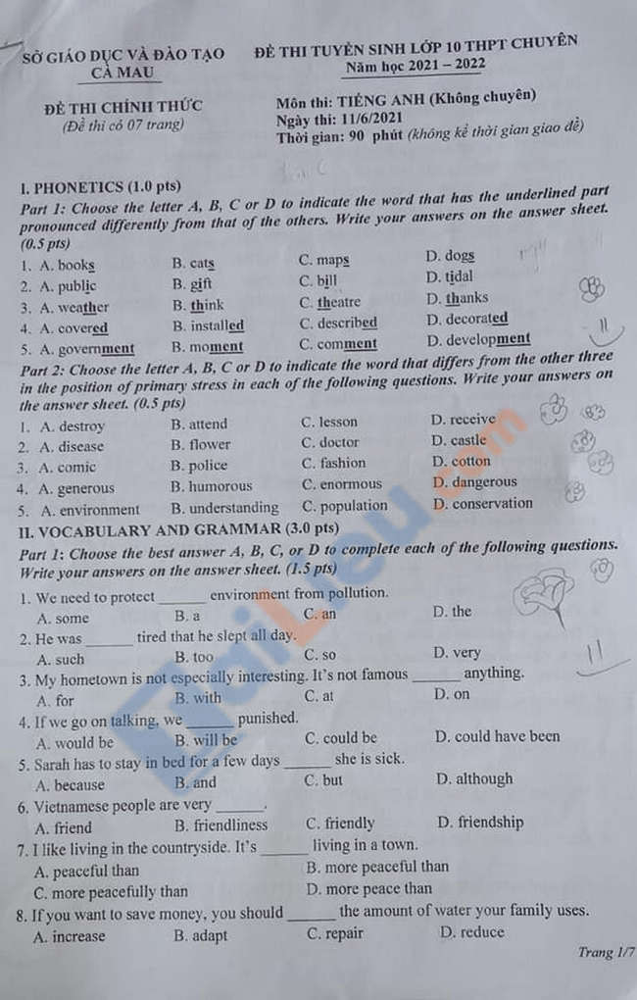 SỞ GIÁO DỤC VÀ ĐÀO TẠO
CÀ MAU
ĐỀ THI CHÍNH THỨC
(Đề thi có 07 trang)
ĐỀ THI TUYỂN SINH LỚP 10 THPT CHUYÊN
Năm học 2021 – 2022
Môn thi: TIẾNG ANH (Không chuyên)
Ngày thi: 11/6/2021
Thời gian: 90 phút (không kể thời gian giao đề)
I. PHONETICS (1.0 pts)
Part 1: Choose the letter A, B, C or D to indicate the word that has the underlined part
pronounced differently from that of the others. Write your answers on the answer sheet.
(0.5 pts)
1. A. books B. cats C. maps D. dogs
2. A. public B. gift C. bill D. tidal
3. A. weather B. think C. theatre D. thanks
4. A. covered B. installed C. described D. decorated
5. A. government B. moment C. comment D. development
Part 2: Choose the letter A, B, C or D to indicate the word that differs from the other three
in the position of primary stress in each of the following questions. Write your answers on
the answer sheet. (0.5 pts)
1. A. destroy B. attend C. lesson D. receive
2. A. disease B. flower C. doctor D. castle
3. A. comic B. police C. fashion D. cotton
4. A. generous B. humorous C. enormous D. dangerous
5. A. environment B. understanding C. population D. conservation
II. VOCABULARY AND GRAMMAR (3.0 pts)
Part 1: Choose the best answer A, B, C, or D to complete each of the following questions.
Write your answers on the answer sheet. (1.5 pts)
1. We need to protect ______ environment from pollution.
A. some B. a C. an D. the
2. He was ______ tired that he slept all day.
A. such B. too C. so D. very
3. My hometown is not especially interesting. It’s not famous ______ anything.
A. for B. with C. at D. on
4. If we go on talking, we ______ punished.
A. would be B. will be C. could be D. could have been
5. Sarah has to stay in bed for a few days ______ she is sick.
A. because B. and C. but D. although
6. Vietnamese people are very ______.
A. friend B. friendliness C. friendly D. friendship
7. I like living in the countryside. It’s ______ living in a town.
A. peaceful than B. more peaceful than
C. more peacefully than D. more peace than
8. If you want to save money, you should ______ the amount of water your family uses.
A. increase B. adapt C. repair D. reduce
Trang 1/7
TaiLieu.com